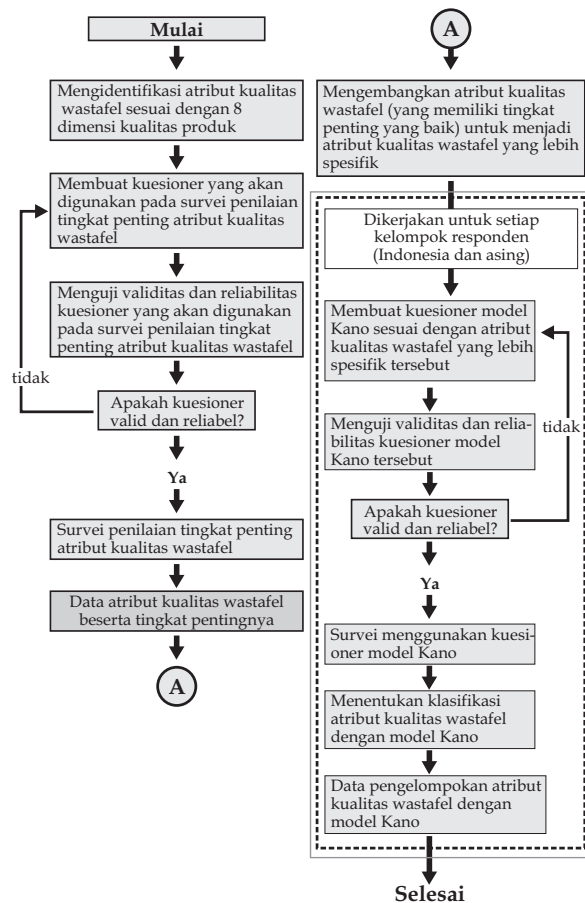 Mulai
Mengidentifikasi atribut kualitas
wastafel sesuai dengan 8
dimensi kualitas produk
Membuat kuesioner yang akan
digunakan pada survei penilaian
tingkat penting atribut kualitas
wastafel
Menguji validitas dan reliabilitas
kuesioner yang akan digunakan
pada survei penilaian tingkat
penting atribut kualitas wastafel
tidak
Apakah kuesioner
valid dan reliabel?
Ya
Survei penilaian tingkat penting
atribut kualitas wastafel
Data atribut kualitas wastafel
beserta tingkat pentingnya
A
A
Mengembangkan atribut kualitas
wastafel (yang memiliki tingkat
penting yang baik) untuk menjadi
atribut kualitas wastafel yang lebih
spesifik
Dikerjakan untuk setiap
kelompok responden
(Indonesia dan asing)
Membuat kuesioner model
Kano sesuai dengan atribut
kualitas wastafel yang lebih
spesifik tersebut
Menguji validitas dan relia-
bilitas kuesioner model
Kano tersebut
tidak
Apakah kuesioner
valid dan reliabel?
Ya
Survei menggunakan kuesi-
oner model Kano
Menentukan klasifikasi
atribut kualitas wastafel
dengan model Kano
Data pengelompokan atribut
kualitas wastafel dengan
model Kano
Selesai